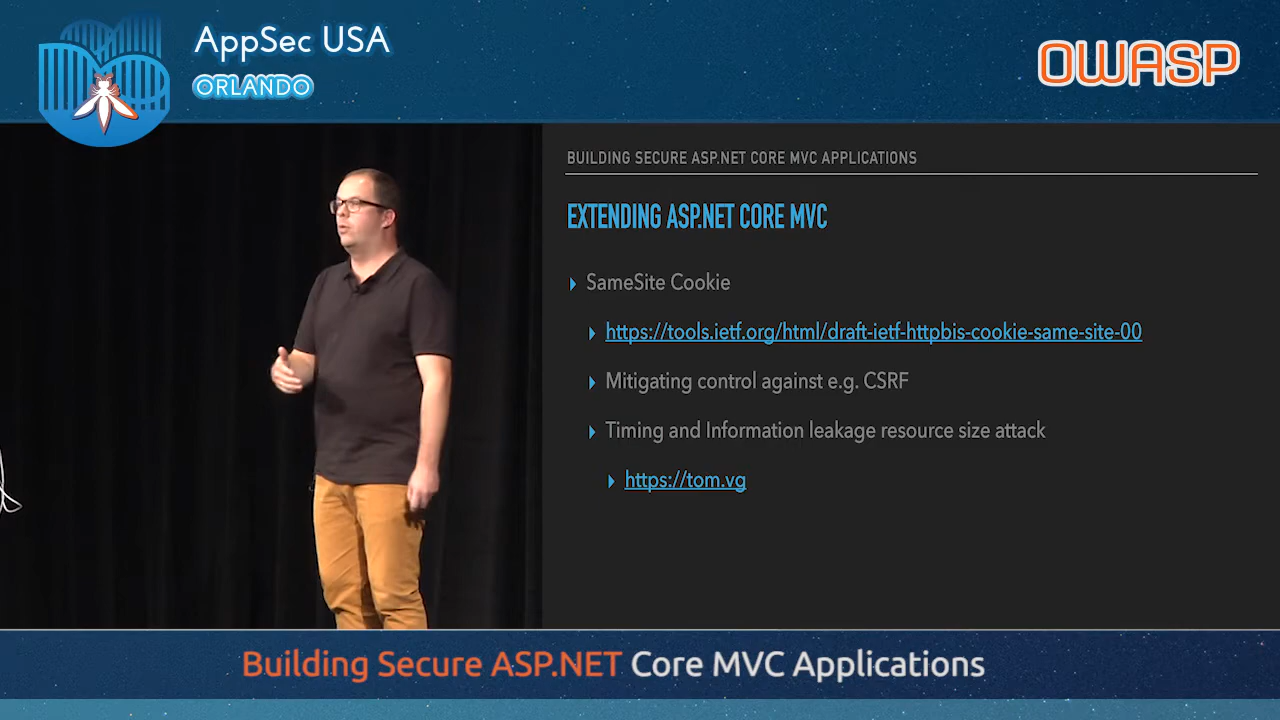 AppSec USA
ORLANDO
OWASP
BUILDING SECURE ASP.NET CORE MVC APPLICATIONS
EXTENDING ASP.NET CORE MVC
SameSite Cookie
https://tools.ietf.org/html/draft-ietf-httpbis-cookie-same-site-00
Mitigating control against e.g. CSRF
Timing and Information leakage resource size attack
https://tom.vg
Building Secure ASP.NET Core MVC Applications